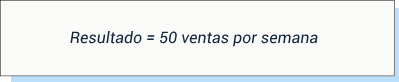 Resultado = 50 ventas por semana